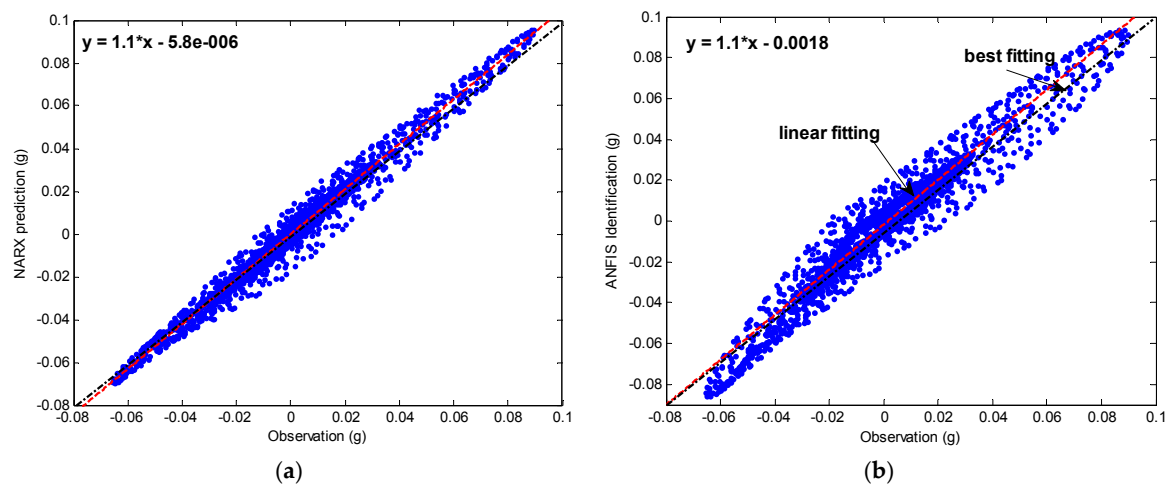 y = 1.1*x - 5.8e-006
0.1
0.08
0.06
0.04
0.02
0
-0.02
-0.04
-0.06
-0.08
NARX prediction (g)
-0.08 -0.06 -0.04 -0.02 0 0.02 0.04 0.06 0.08 0.1
Observation (g)
(a)
y = 1.1*x - 0.0018
best fitting
linear fitting
0.1
0.08
0.06
0.04
0.02
0
-0.02
-0.04
-0.06
-0.08
ANFIS Identification (g)
-0.08 -0.06 -0.04 -0.02 0 0.02 0.04 0.06 0.08 0.1
Observation (g)
(b)